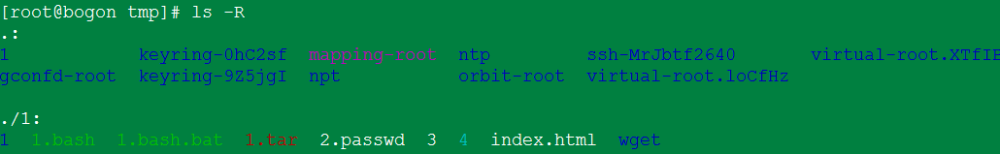 [root@bogon tmp]# ls -R
.:
1 keyring-0hC2sf mapping-root ntp ssh-MrJbtf2640 virtual-root.XTfIE
gconfd-root keyring-9Z5jgI npt orbit-root virtual-root.loCfHz
./1:
1 1.bash 1.bash.bat 1.tar 2.passwd 3 4 index.html wget